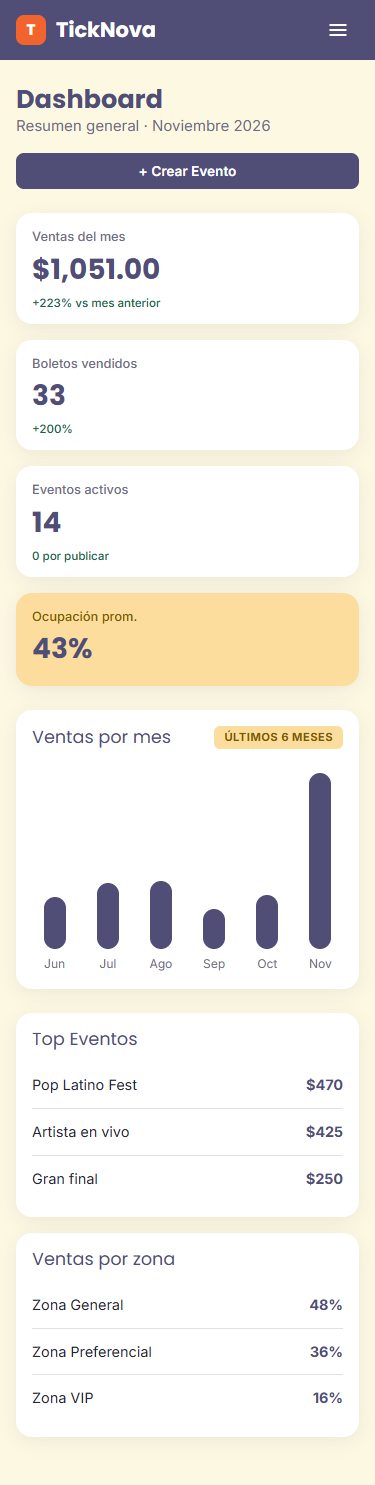 T TickNova
Dashboard
Resumen general · Noviembre 2026
+ Crear Evento
Ventas del mes
$1,051.00
+223% vs mes anterior
Boletos vendidos
33
+200%
Eventos activos
14
0 por publicar
Ocupación prom.
43%
Ventas por mes ÚLTIMOS 6 MESES
Jun Jul Ago Sep Oct Nov
Top Eventos
Pop Latino Fest $470
Artista en vivo $425
Gran final $250
Ventas por zona
Zona General 48%
Zona Preferencial 36%
Zona VIP 16%